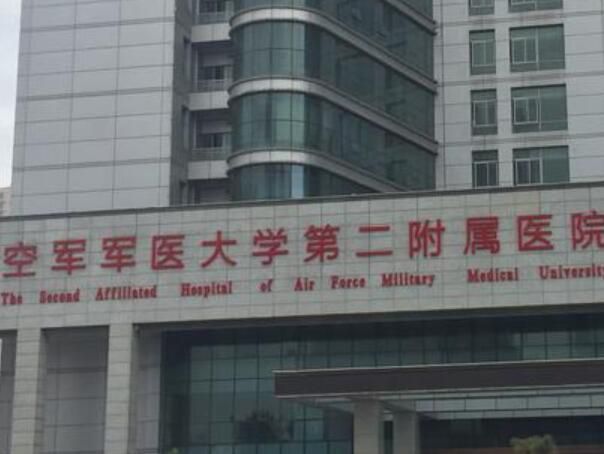 空军军医大学第二附属医院
The Second Affiliated Hospital of Air Force Military Medical University